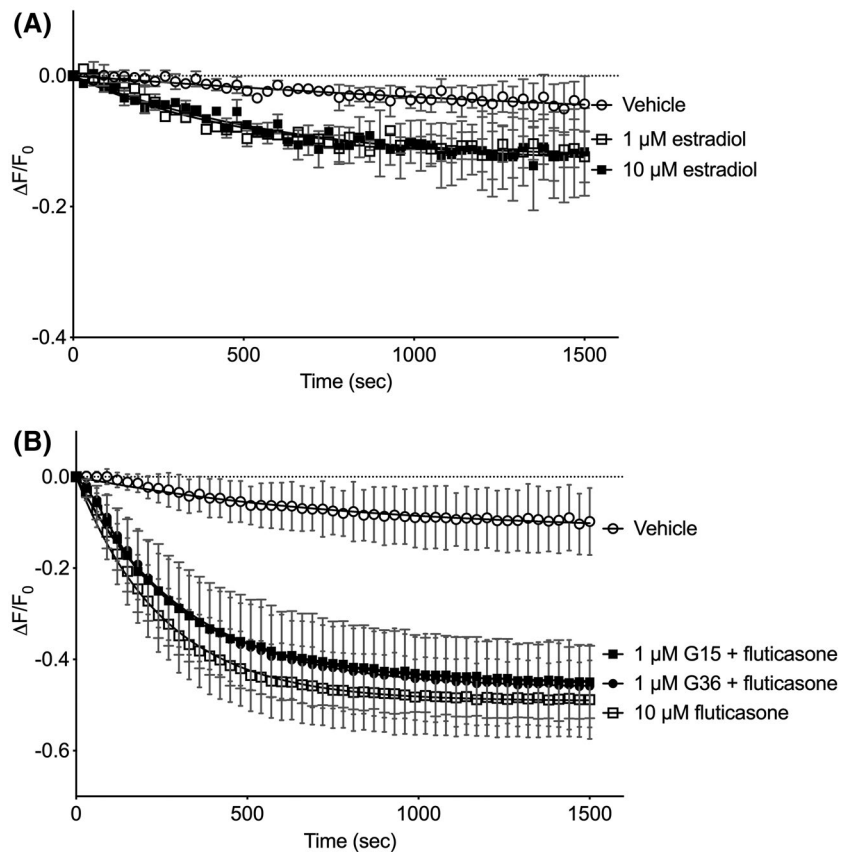 (A)
0.0
-0.2
-0.4
ΔF/F0
0
500
1000
1500
Time (sec)
Vehicle
1 µM estradiol
10 µM estradiol
(B)
0.0
-0.2
-0.4
-0.6
ΔF/F0
0
500
1000
1500
Time (sec)
Vehicle
1 µM G15 + fluticasone
1 µM G36 + fluticasone
10 µM fluticasone